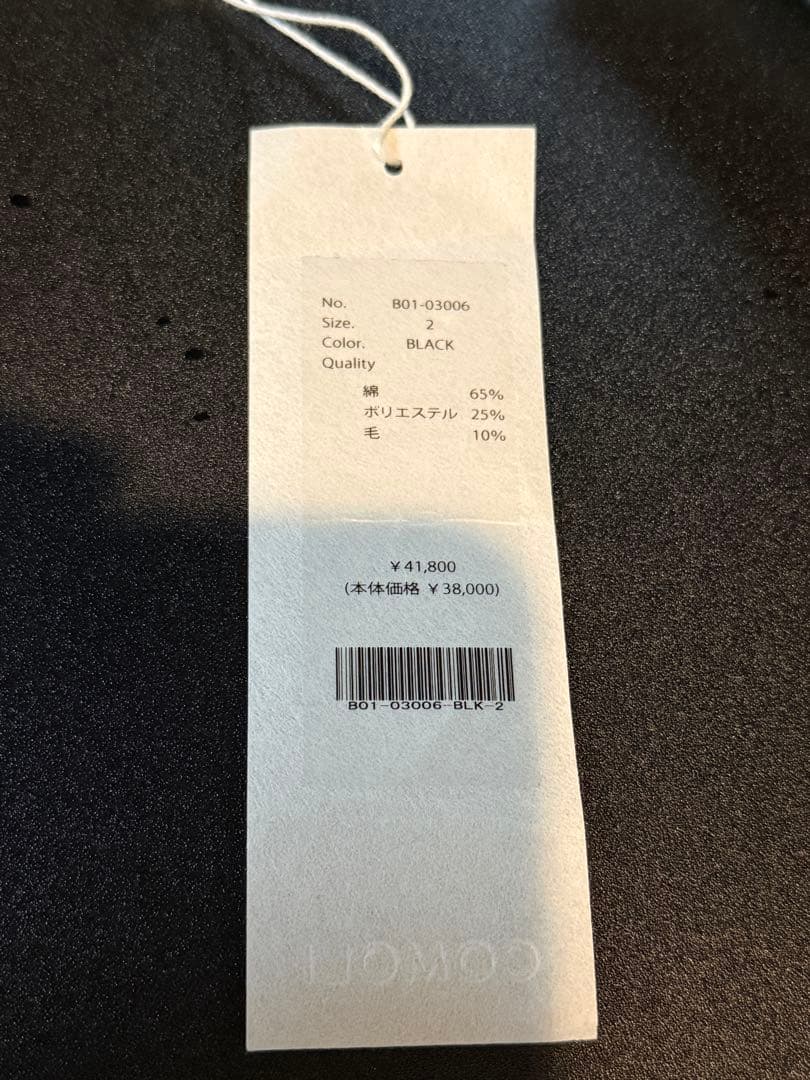 No. B01-03006
Size. 2
Color. BLACK
Quality
綿 65%
ポリエステル 25%
毛 10%
￥41,800
(本体価格 ￥38,000)
B01-03006-BLK-2
COMOLI